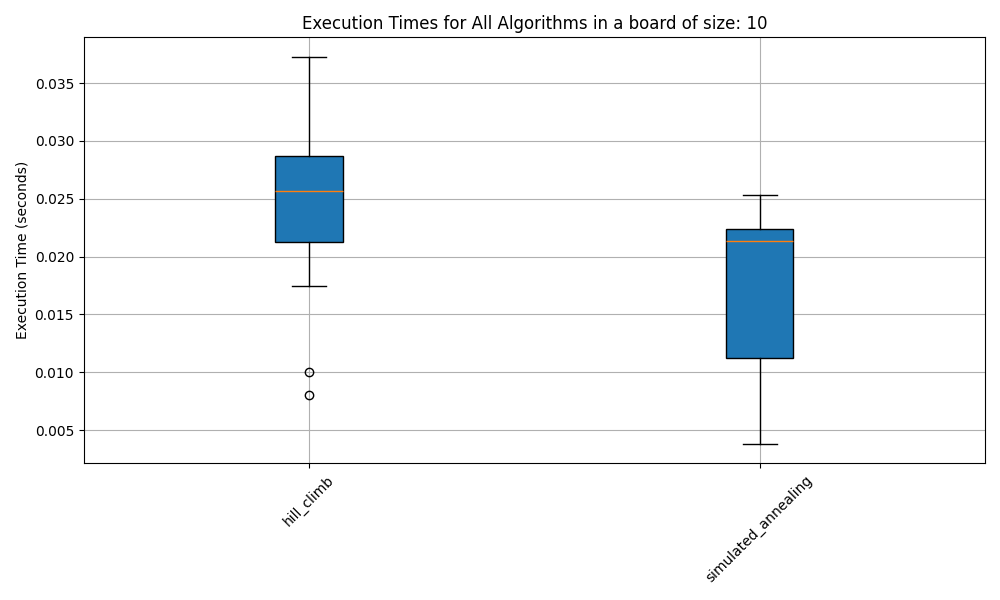 Execution Times for All Algorithms in a board of size: 10
Execution Time (seconds)
0.035
0.030
0.025
0.020
0.015
0.010
0.005
hill_climb
simulated_annealing